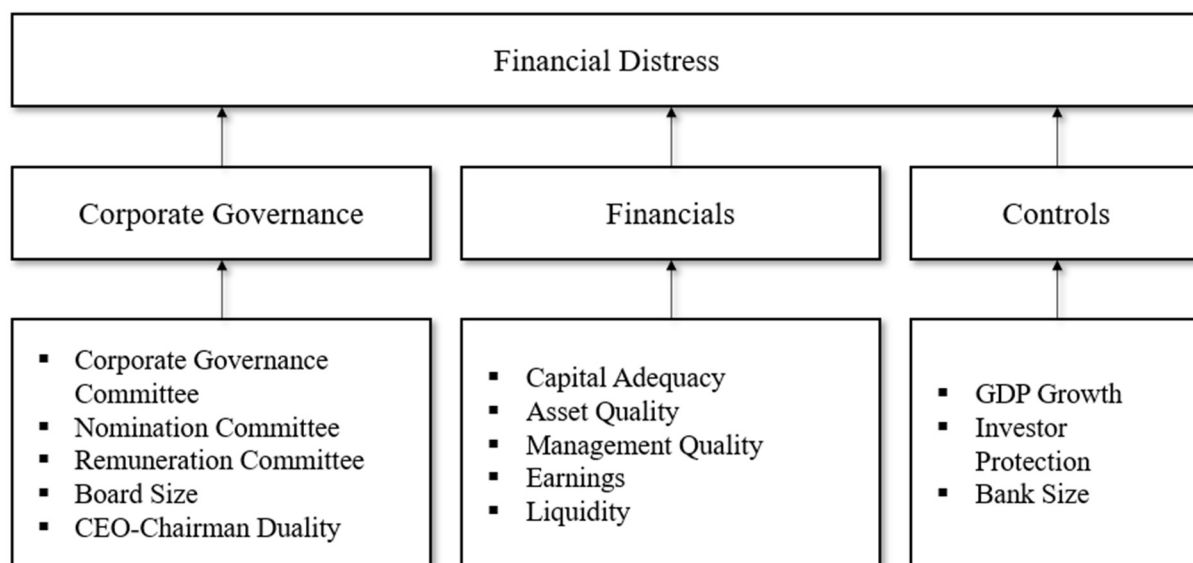 Financial Distress
Corporate Governance
Financials
Controls
▪ Corporate Governance
Committee
▪ Nomination Committee
▪ Remuneration Committee
▪ Board Size
▪ CEO-Chairman Duality
▪ Capital Adequacy
▪ Asset Quality
▪ Management Quality
▪ Earnings
▪ Liquidity
▪ GDP Growth
▪ Investor
Protection
▪ Bank Size